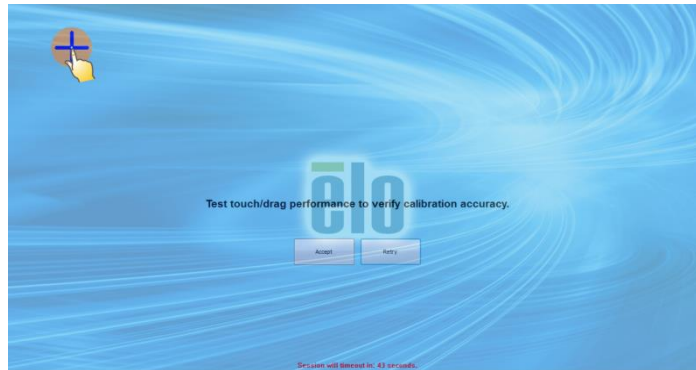 elo
Test touch/drag performance to verify calibration accuracy.
Accept
Retry
Session will timeout in: 43 seconds.